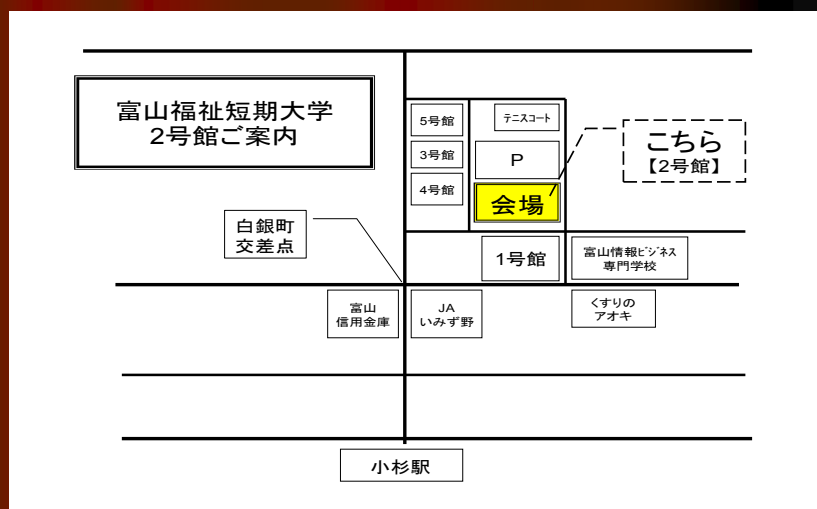 富山福祉短期大学
2号館ご案内
5号館
テニスコート
こちら
【2号館】
3号館
P
4号館
会場
白銀町
交差点
1号館
富山情報ビジネス
専門学校
富山
信用金庫
JA
いみず野
くすりの
アオキ
小杉駅